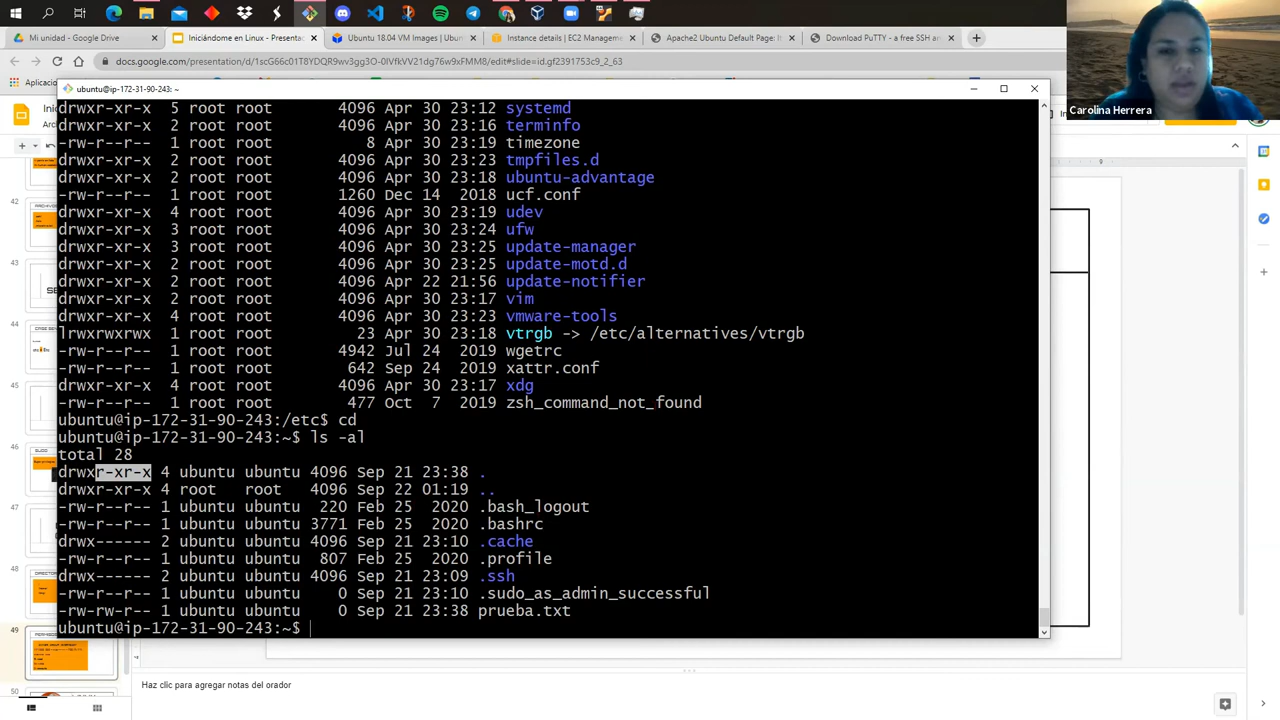 Mi unidad - Google Drive
Iniciándome en Linux - Presentac
Ubuntu 18.04 VM Images | Ubunt
Instance details | EC2 Manageme
Apache2 Ubuntu Default Page: It
Download PuTTY - a free SSH an
docs.google.com/presentation/d/1scG66c01T8YDQ9wv3gg3O-0IVfkVV21dg76w9xFMM8/edit#slide=id.gf2391753c9_2_63
Aplicacio
ubuntu@ip-172-31-90-243: ~
Carolina Herrera
drwxr-xr-x 5 root root 4096 Apr 30 23:12 systemd
drwxr-xr-x 2 root root 4096 Apr 30 23:16 terminfo
-rw-r--r-- 1 root root 8 Apr 30 23:19 timezone
drwxr-xr-x 2 root root 4096 Apr 30 23:23 tmpfiles.d
drwxr-xr-x 2 root root 4096 Apr 30 23:18 ubuntu-advantage
-rw-r--r-- 1 root root 1260 Dec 14 2018 ucf.conf
drwxr-xr-x 4 root root 4096 Apr 30 23:19 udev
drwxr-xr-x 3 root root 4096 Apr 30 23:24 ufw
drwxr-xr-x 3 root root 4096 Apr 30 23:25 update-manager
drwxr-xr-x 2 root root 4096 Apr 30 23:25 update-motd.d
drwxr-xr-x 2 root root 4096 Apr 22 21:56 update-notifier
drwxr-xr-x 2 root root 4096 Apr 30 23:17 vim
drwxr-xr-x 4 root root 4096 Apr 30 23:23 vmware-tools
lrwxrwxrwx 1 root root 23 Apr 30 23:18 vtrgb -> /etc/alternatives/vtrgb
-rw-r--r-- 1 root root 4942 Jul 24 2019 wgetrc
-rw-r--r-- 1 root root 642 Sep 24 2019 xattr.conf
drwxr-xr-x 4 root root 4096 Apr 30 23:17 xdg
-rw-r--r-- 1 root root 477 Oct 7 2019 zsh_command_not_found
ubuntu@ip-172-31-90-243:/etc$ cd
ubuntu@ip-172-31-90-243:~$ ls -al
total 28
drwxr-xr-x 4 ubuntu ubuntu 4096 Sep 21 23:38 .
drwxr-xr-x 4 root root 4096 Sep 22 01:19 ..
-rw-r--r-- 1 ubuntu ubuntu 220 Feb 25 2020 .bash_logout
-rw-r--r-- 1 ubuntu ubuntu 3771 Feb 25 2020 .bashrc
drwx------ 2 ubuntu ubuntu 4096 Sep 21 23:10 .cache
-rw-r--r-- 1 ubuntu ubuntu 807 Feb 25 2020 .profile
drwx------ 2 ubuntu ubuntu 4096 Sep 21 23:09 .ssh
-rw-r--r-- 1 ubuntu ubuntu 0 Sep 21 23:10 .sudo_as_admin_successful
-rw-rw-r-- 1 ubuntu ubuntu 0 Sep 21 23:38 prueba.txt
ubuntu@ip-172-31-90-243:~$
42
43
44
45
46
47
48
49
50
Haz clic para agregar notas del orador